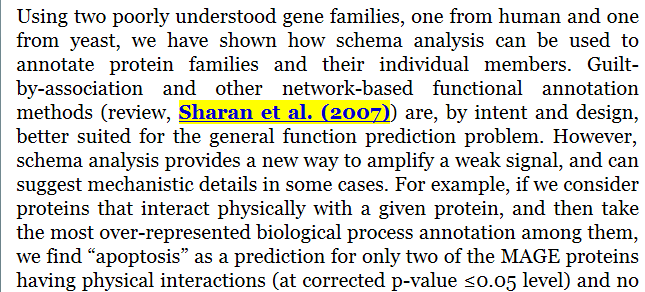 Using two poorly understood gene families, one from human and one
from yeast, we have shown how schema analysis can be used to
annotate protein families and their individual members. Guilt-
by-association and other network-based functional annotation
methods (review, Sharan et al. (2007)) are, by intent and design,
better suited for the general function prediction problem. However,
schema analysis provides a new way to amplify a weak signal, and can
suggest mechanistic details in some cases. For example, if we consider
proteins that interact physically with a given protein, and then take
the most over-represented biological process annotation among them,
we find “apoptosis” as a prediction for only two of the MAGE proteins
having physical interactions (at corrected p-value ≤0.05 level) and no